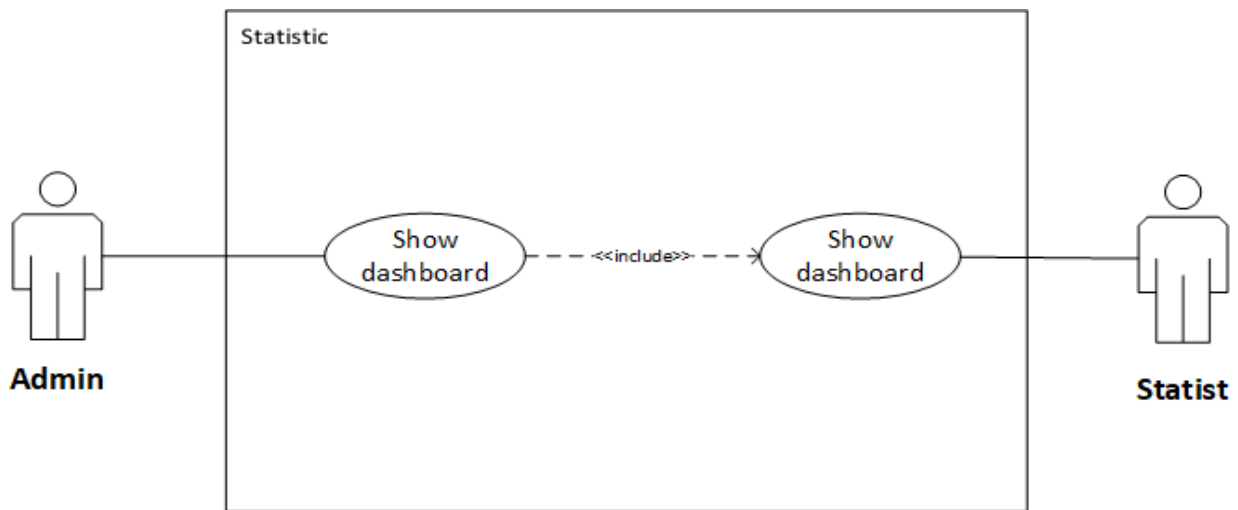 Statistic
Show
dashboard
<<include>>
Show
dashboard
Admin
Statist